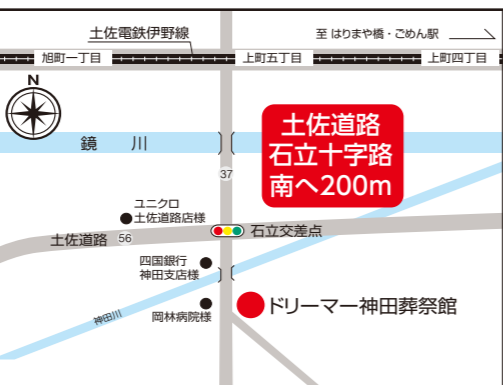 土佐電鉄伊野線
至 はりまや橋・ごめん駅
旭町一丁目
上町五丁目
上町四丁目
N
鏡 川
土佐道路
石立十字路
南へ200m
37
ユニクロ
土佐道路店様
土佐道路 56
石立交差点
四国銀行
神田支店様
神田川
岡林病院様
ドリーマー神田葬祭館